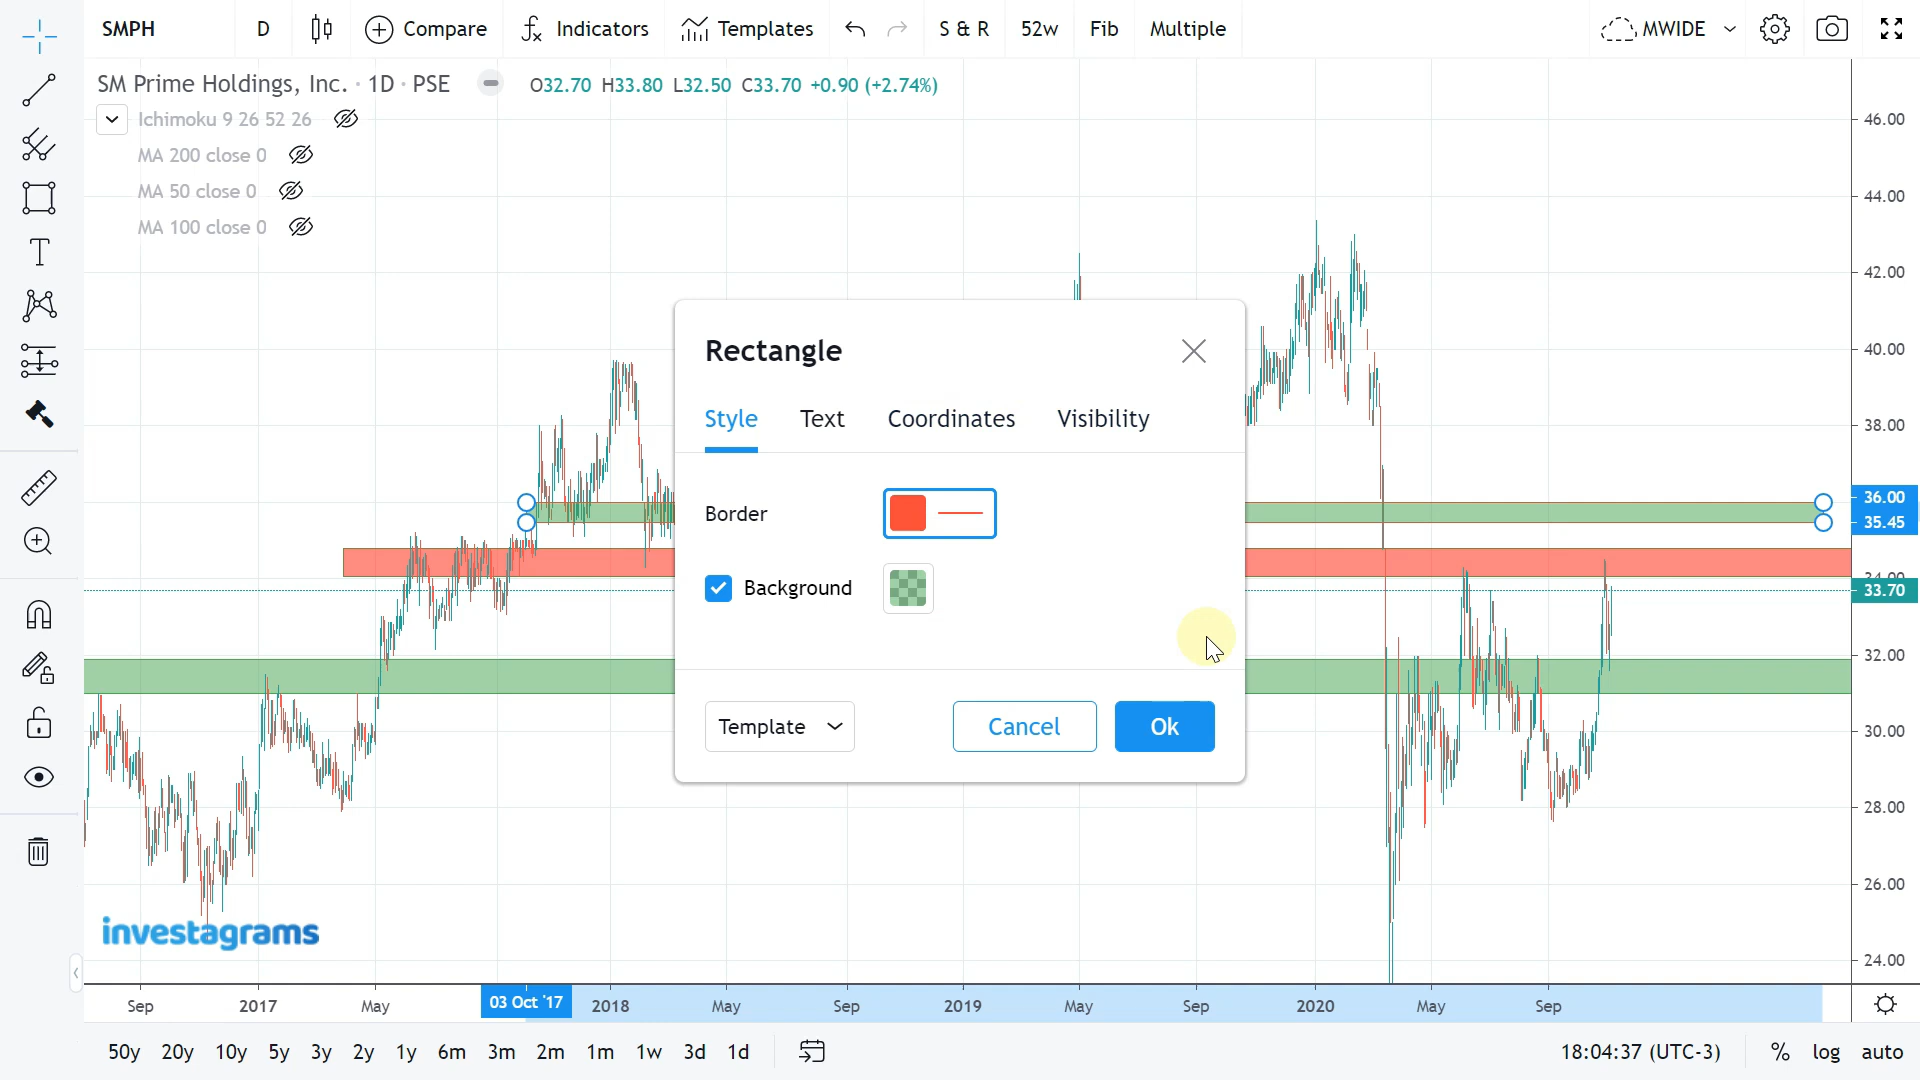 SMPH D Compare Indicators Templates S & R 52w Fib Multiple MWIDE
SM Prime Holdings, Inc. · 1D · PSE O32.70 H33.80 L32.50 C33.70 +0.90 (+2.74%)
Ichimoku 9 26 52 26
MA 200 close 0
MA 50 close 0
MA 100 close 0
46.00
44.00
42.00
40.00
38.00
36.00
35.45
34.00
33.70
32.00
30.00
28.00
26.00
24.00
Rectangle
Style Text Coordinates Visibility
Border
Background
Template Cancel Ok
investagrams
Sep 2017 May 03 Oct '17 2018 May Sep 2019 May Sep 2020 May Sep
50y 20y 10y 5y 3y 2y 1y 6m 3m 2m 1m 1w 3d 1d 18:04:37 (UTC-3) % log auto